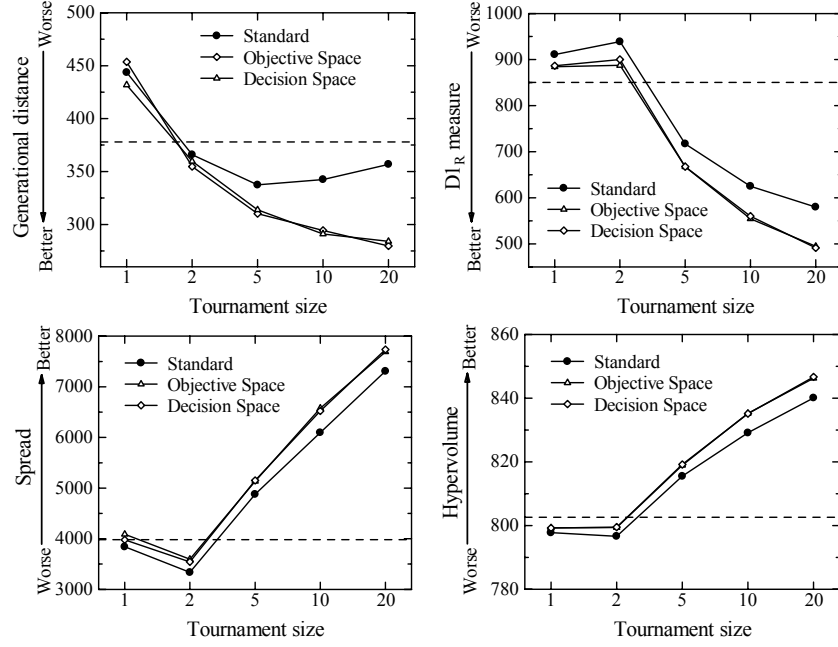 Worse
Better
Generational distance
450
400
350
300
Standard
Objective Space
Decision Space
1 2 5 10 20
Tournament size
Worse
Better
D1R measure
1000
900
800
700
600
500
Standard
Objective Space
Decision Space
1 2 5 10 20
Tournament size
Better
Worse
Spread
8000
7000
6000
5000
4000
3000
Standard
Objective Space
Decision Space
1 2 5 10 20
Tournament size
Better
Worse
Hypervolume
860
840
820
800
780
Standard
Objective Space
Decision Space
1 2 5 10 20
Tournament size